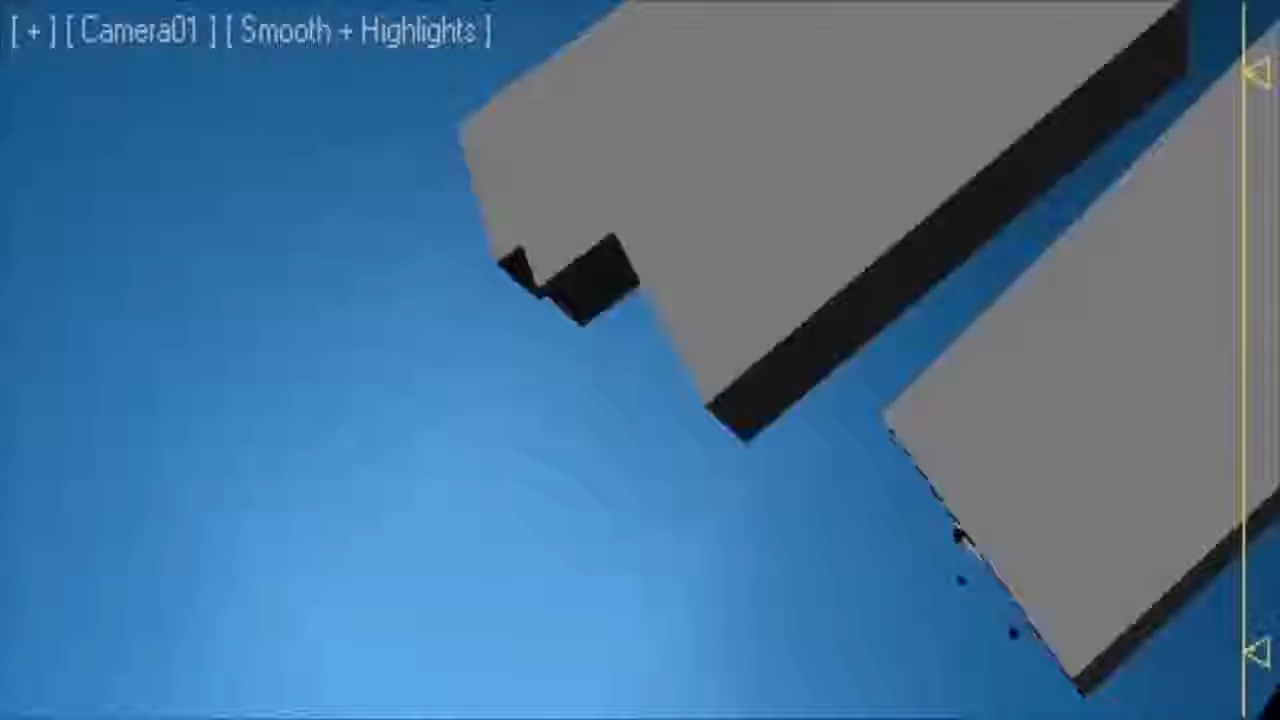 [ + ] [ Camera01 ] [ Smooth + Highlights ]